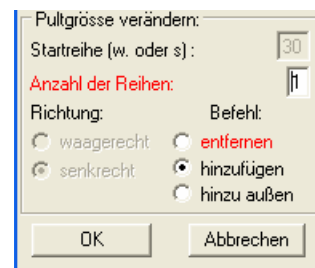 Pultgrösse verändern:
Startreihe (w. oder s) : 30
Anzahl der Reihen: 1
Richtung: Befehl:
waagerecht entfernen
senkrecht hinzufügen
hinzu außen
OK Abbrechen